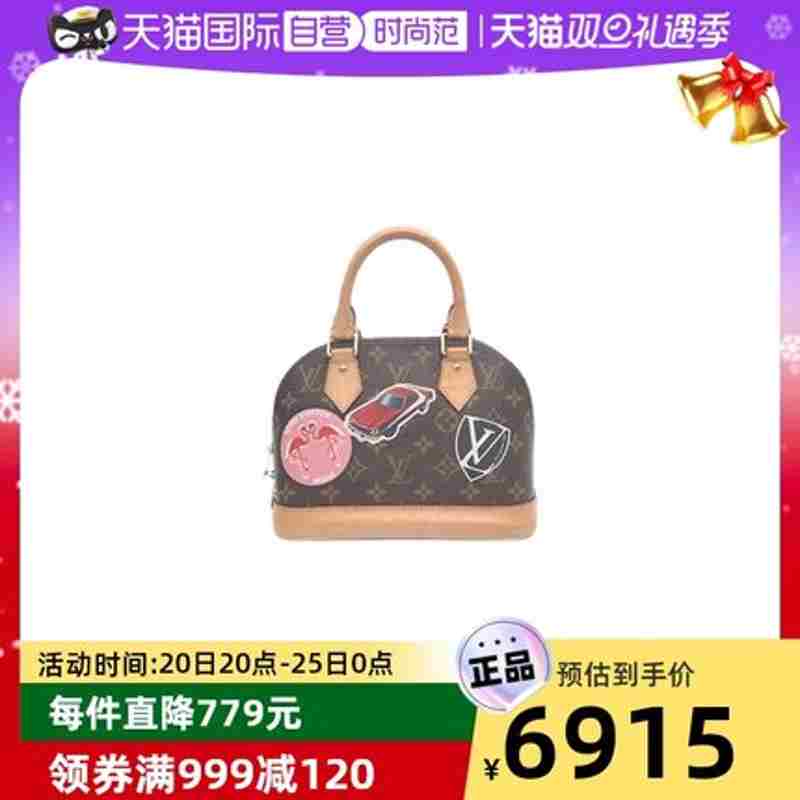 天猫国际 自营 时尚范 | 天猫双旦礼遇季
活动时间:20日20点-25日0点
每件直降779元
领券满999减120
正品
预估到手价
¥6915